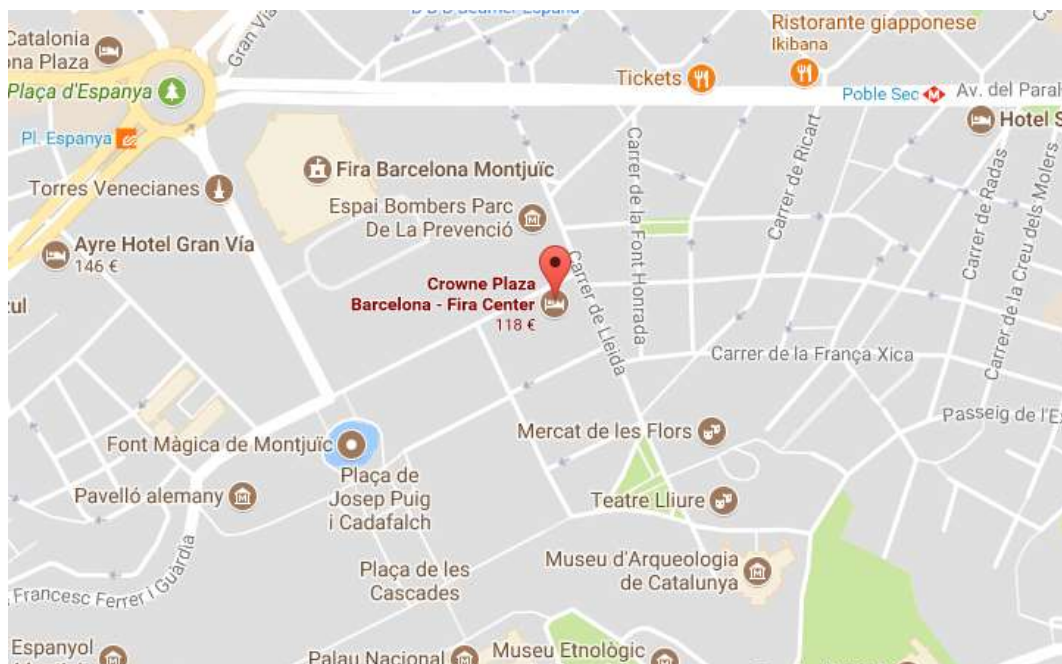 Catalonia
ona Plaza
Gran Vía
Ristorante giapponese
Ikibana
Tickets
Plaça d'Espanya
Poble Sec
Av. del Paral
Pl. Espanya
Hotel S
Fira Barcelona Montjuïc
Torres Venecianes
Espai Bombers Parc
De La Prevenció
Carrer de la Font Honrada
Carrer de Ricart
Carrer de Radas
Carrer de la Creu dels Molers
Ayre Hotel Gran Vía
146 €
Crowne Plaza
Barcelona - Fira Center
118 €
Carrer de Lleida
zul
Carrer de la França Xica
Passeig de l'Ex
Font Màgica de Montjuïc
Mercat de les Flors
Plaça de
Josep Puig
i Cadafalch
Pavelló alemany
Teatre Lliure
Francesc Ferrer i Guàrdia
Plaça de les
Cascades
Museu d'Arqueologia
de Catalunya
Espanyol
Palau Nacional
Museu Etnològic